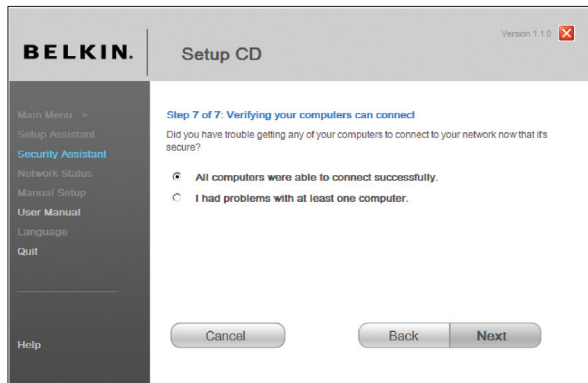 BELKIN.
Setup CD
Version 1.1.0
Main Menu >
Setup Assistant
Security Assistant
Network Status
Manual Setup
User Manual
Language
Quit
Help
Step 7 of 7: Verifying your computers can connect
Did you have trouble getting any of your computers to connect to your network now that it's
secure?
All computers were able to connect successfully.
I had problems with at least one computer.
Cancel
Back
Next